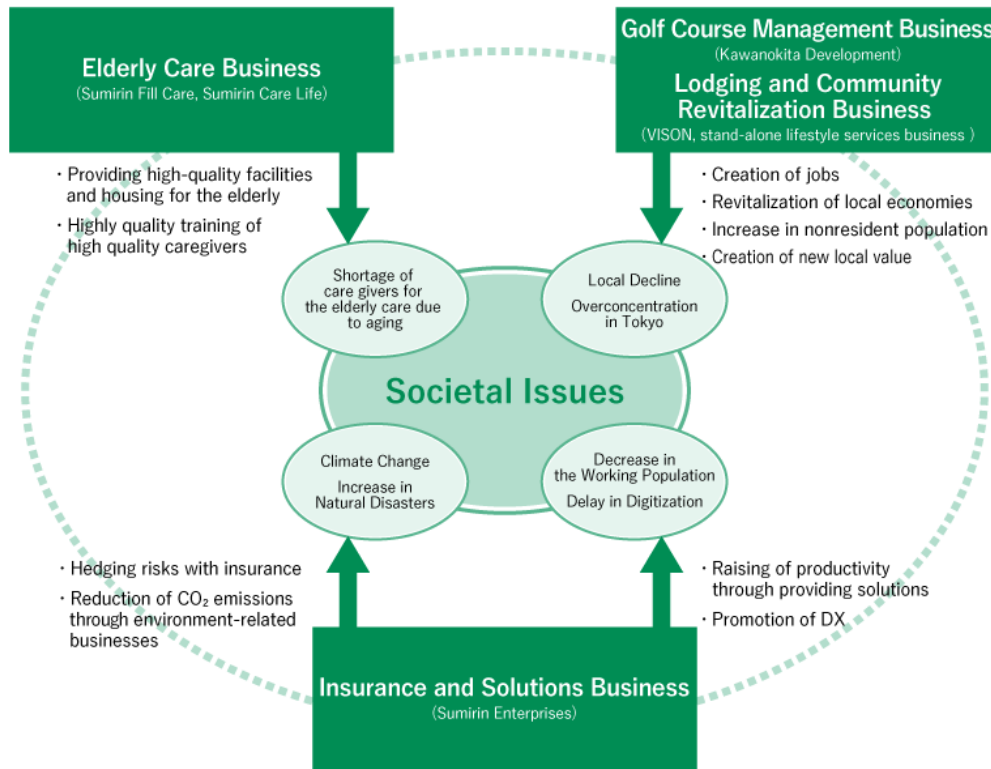 Elderly Care Business
(Sumirin Fill Care, Sumirin Care Life)
Golf Course Management Business
(Kawanokita Development)
Lodging and Community
Revitalization Business
(VISON, stand-alone lifestyle services business )
・Providing high-quality facilities
and housing for the elderly
・Highly quality training of
high quality caregivers
・Creation of jobs
・Revitalization of local economies
・Increase in nonresident population
・Creation of new local value
Shortage of
care givers for
the elderly care due
to aging
Local Decline
Overconcentration
in Tokyo
Societal Issues
Climate Change
Increase in
Natural Disasters
Decrease in
the Working Population
Delay in Digitization
・Hedging risks with insurance
・Reduction of CO₂ emissions
through environment-related
businesses
・Raising of productivity
through providing solutions
・Promotion of DX
Insurance and Solutions Business
(Sumirin Enterprises)